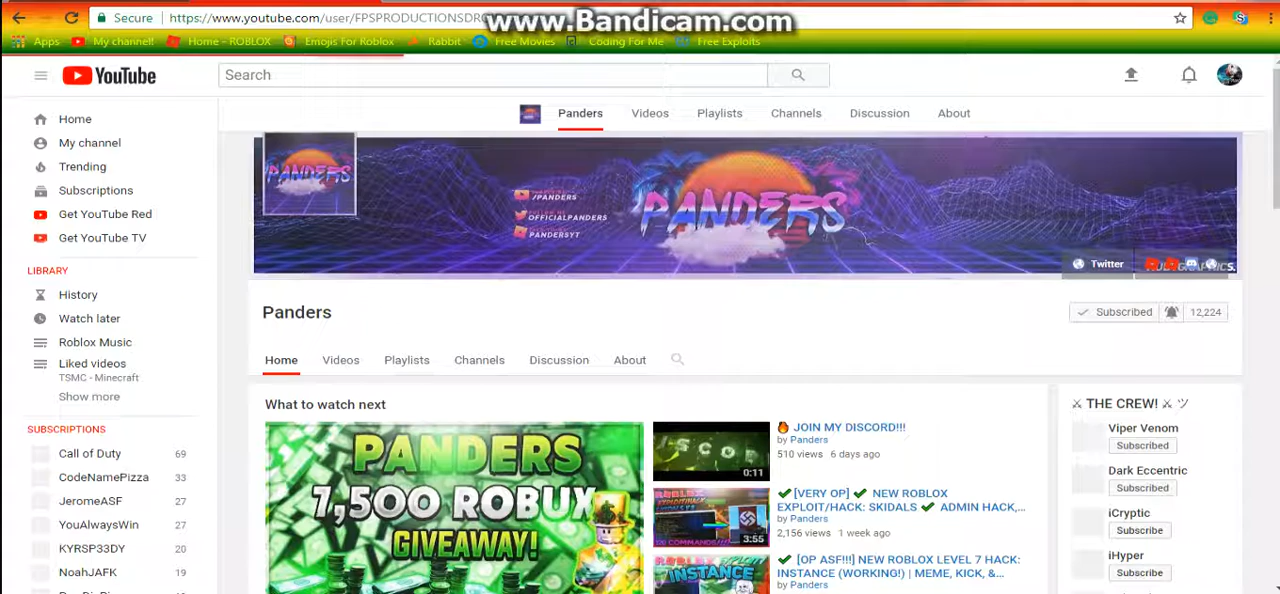 www.Bandicam.com
Secure https://www.youtube.com/user/FPSPRODUCTIONSDRO
Apps My channel! Home - ROBLOX Emojis For Roblox Rabbit Free Movies Coding For Me Free Exploits
YouTube
Search
Panders Videos Playlists Channels Discussion About
Home
My channel
Trending
Subscriptions
Get YouTube Red
Get YouTube TV
LIBRARY
History
Watch later
Roblox Music
Liked videos
TSMC - Minecraft
Show more
SUBSCRIPTIONS
Call of Duty 69
CodeNamePizza 33
JeromeASF 27
YouAlwaysWin 27
KYRSP33DY 20
NoahJAFK 19
PANDERS
/PANDERS
OFFICIALPANDERS
PANDERSYT
PANDERS
Twitter
Panders
Subscribed 12,224
Home Videos Playlists Channels Discussion About
What to watch next
PANDERS
7,500 ROBUX
GIVEAWAY!
0:11
🔥 JOIN MY DISCORD!!!
by Panders
510 views 6 days ago
3:55
✔ [VERY OP] ✔ NEW ROBLOX
EXPLOIT/HACK: SKIDALS ✔ ADMIN HACK,...
by Panders
2,156 views 1 week ago
INSTANCE
✔ [OP ASF!!!] NEW ROBLOX LEVEL 7 HACK:
INSTANCE (WORKING!) | MEME, KICK, &...
by Panders
⚔ THE CREW! ⚔ ツ
Viper Venom
Subscribed
Dark Eccentric
Subscribed
iCryptic
Subscribe
iHyper
Subscribe